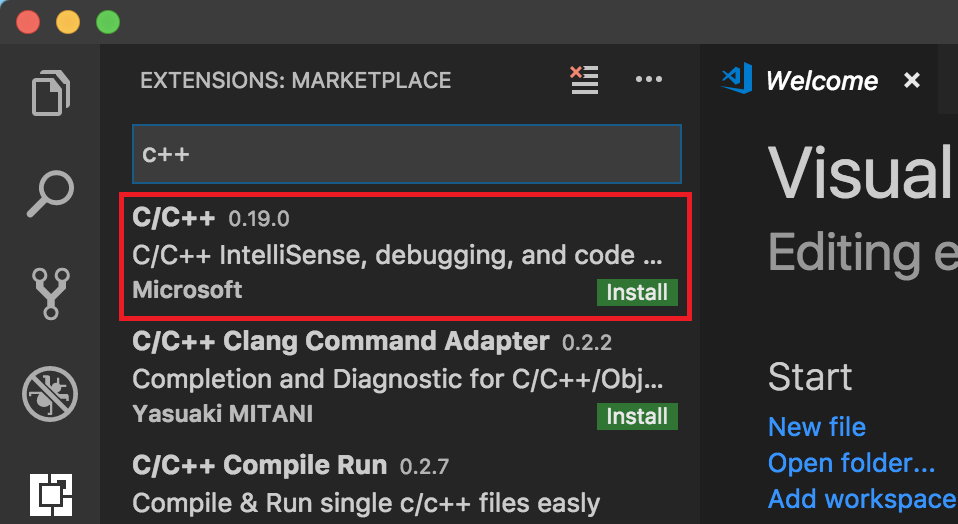 EXTENSIONS: MARKETPLACE
c++
C/C++ 0.19.0
C/C++ IntelliSense, debugging, and code ...
Microsoft
Install
C/C++ Clang Command Adapter 0.2.2
Completion and Diagnostic for C/C++/Obj...
Yasuaki MITANI
Install
C/C++ Compile Run 0.2.7
Compile & Run single c/c++ files easly
Welcome
Visual
Editing e
Start
New file
Open folder...
Add workspace